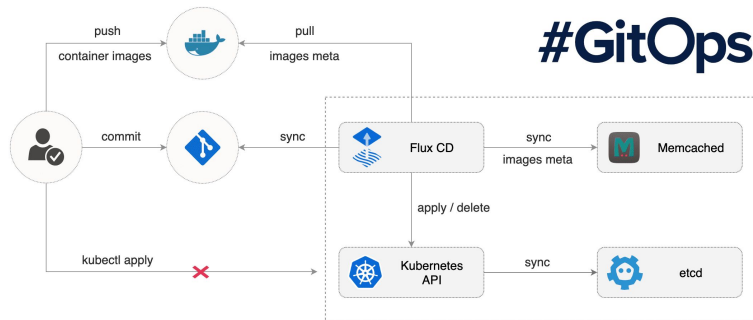 #GitOps
push
container images
pull
images meta
commit
sync
Flux CD
sync
images meta
Memcached
apply / delete
kubectl apply
Kubernetes
API
sync
etcd